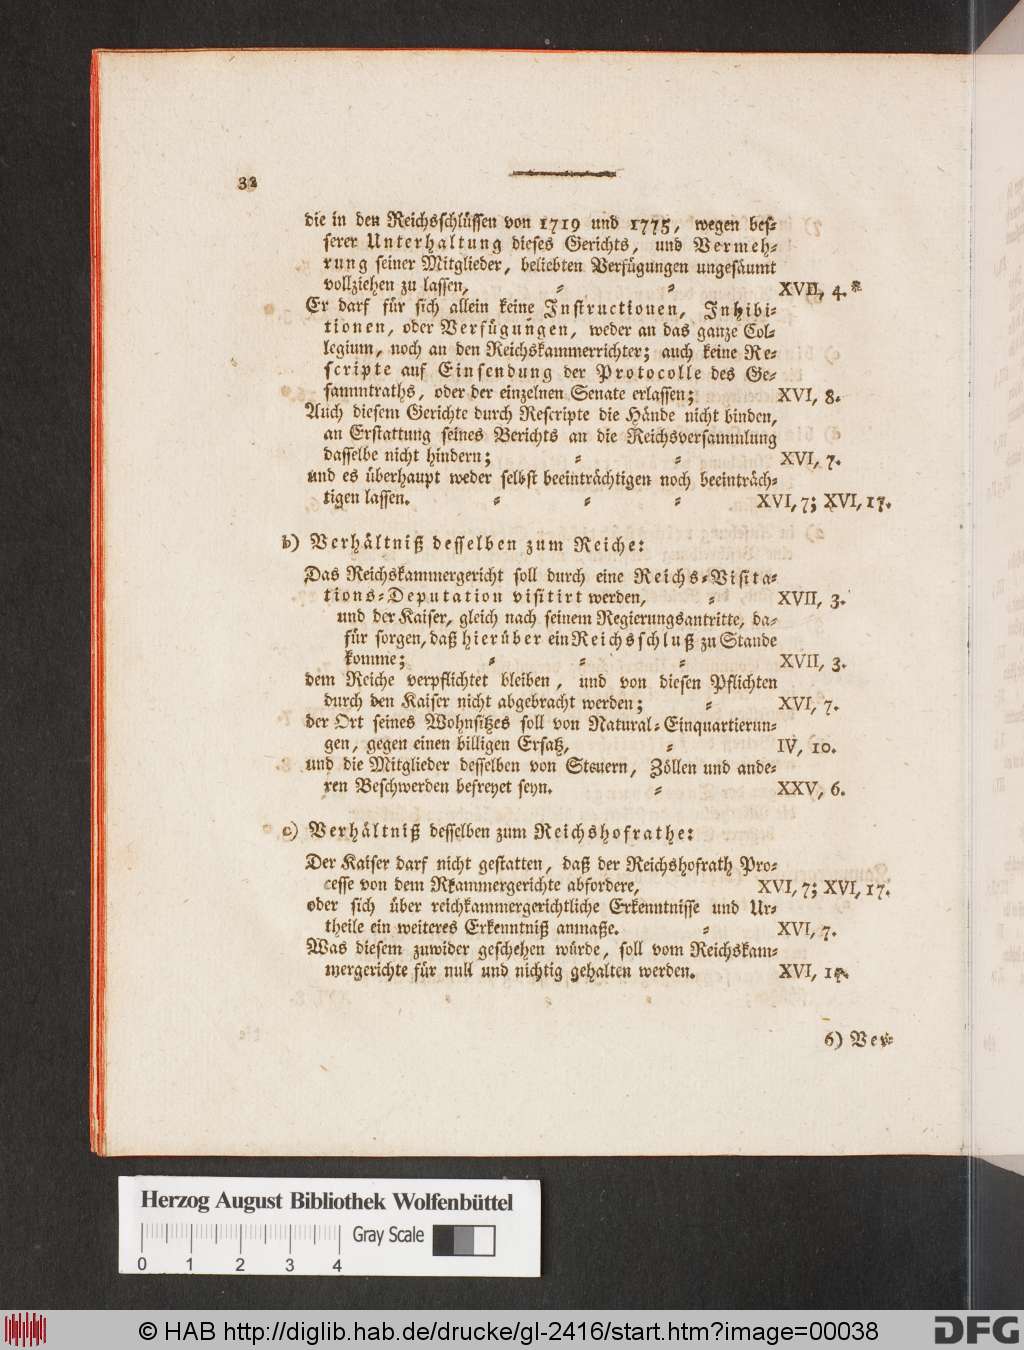 32
die in den Reichsschlüssen von 1719 und 1775, wegen bes-
serer Unterhaltung dieses Gerichts, und Vermeh-
rung seiner Mitglieder, beliebten Verfügungen ungesäumt
vollziehen zu lassen, XVII, 4.
Er darf für sich allein keine Instructionen, Inhibi-
tionen, oder Verfügungen, weder an das ganze Col-
legium, noch an den Reichskammerrichter; auch keine Re-
scripte auf Einsendung der Protocolle des Ge-
sammtraths, oder der einzelnen Senate erlassen; XVI, 8.
Auch diesem Gerichte durch Rescripte die Hände nicht binden,
an Erstattung seines Berichts an die Reichsversammlung
dasselbe nicht hindern; XVI, 7.
und es überhaupt weder selbst beeinträchtigen noch beeinträch-
tigen lassen. XVI, 7; XVI, 17.
b) Verhältniß desselben zum Reiche:
Das Reichskammergericht soll durch eine Reichs-Visita-
tions-Deputation visitirt werden, XVII, 3.
und der Kaiser, gleich nach seinem Regierungsantritte, da-
für sorgen, daß hierüber ein Reichsschluß zu Stande
komme; XVII, 3.
dem Reiche verpflichtet bleiben, und von diesen Pflichten
durch den Kaiser nicht abgebracht werden; XVI, 7.
der Ort seines Wohnsitzes soll von Natural-Einquartierun-
gen, gegen einen billigen Ersatz, IV, 10.
und die Mitglieder desselben von Steuern, Zöllen und ande-
ren Beschwerden befreyet seyn. XXV, 6.
c) Verhältniß desselben zum Reichshofrathe:
Der Kaiser darf nicht gestatten, daß der Reichshofrath Pro-
cesse von dem Rkammergerichte abfordere, XVI, 7; XVI, 17.
oder sich über reichkammergerichtliche Erkenntnisse und Ur-
theile ein weiteres Erkenntniß anmaße. XVI, 7.
Was diesem zuwider geschehen würde, soll vom Reichskam-
mergerichte für null und nichtig gehalten werden. XVI, 17.
6) Ver-
Herzog August Bibliothek Wolfenbüttel
Gray Scale
0 1 2 3 4
© HAB http://diglib.hab.de/drucke/gl-2416/start.htm?image=00038
DFG